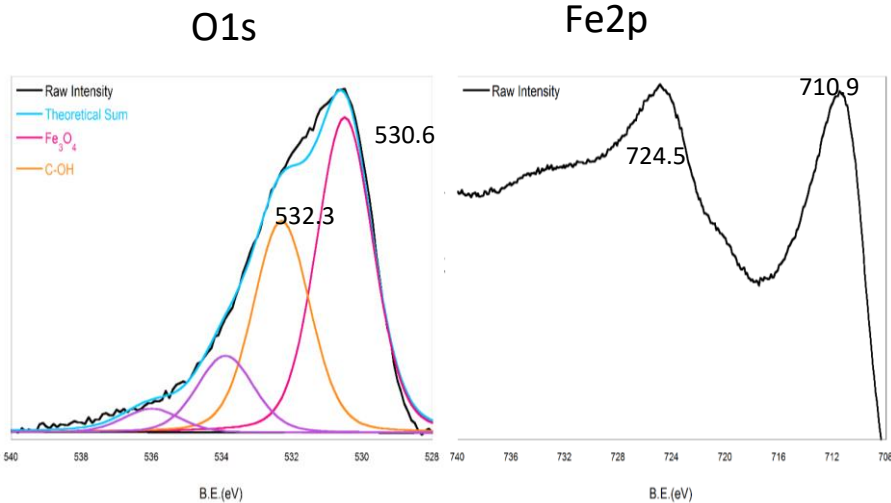 O1s
Raw Intensity
Theoretical Sum
Fe3O4
C-OH
530.6
532.3
540 538 536 534 532 530 528
B.E.(eV)
Fe2p
Raw Intensity
710.9
724.5
740 736 732 728 724 720 716 712 708
B.E.(eV)